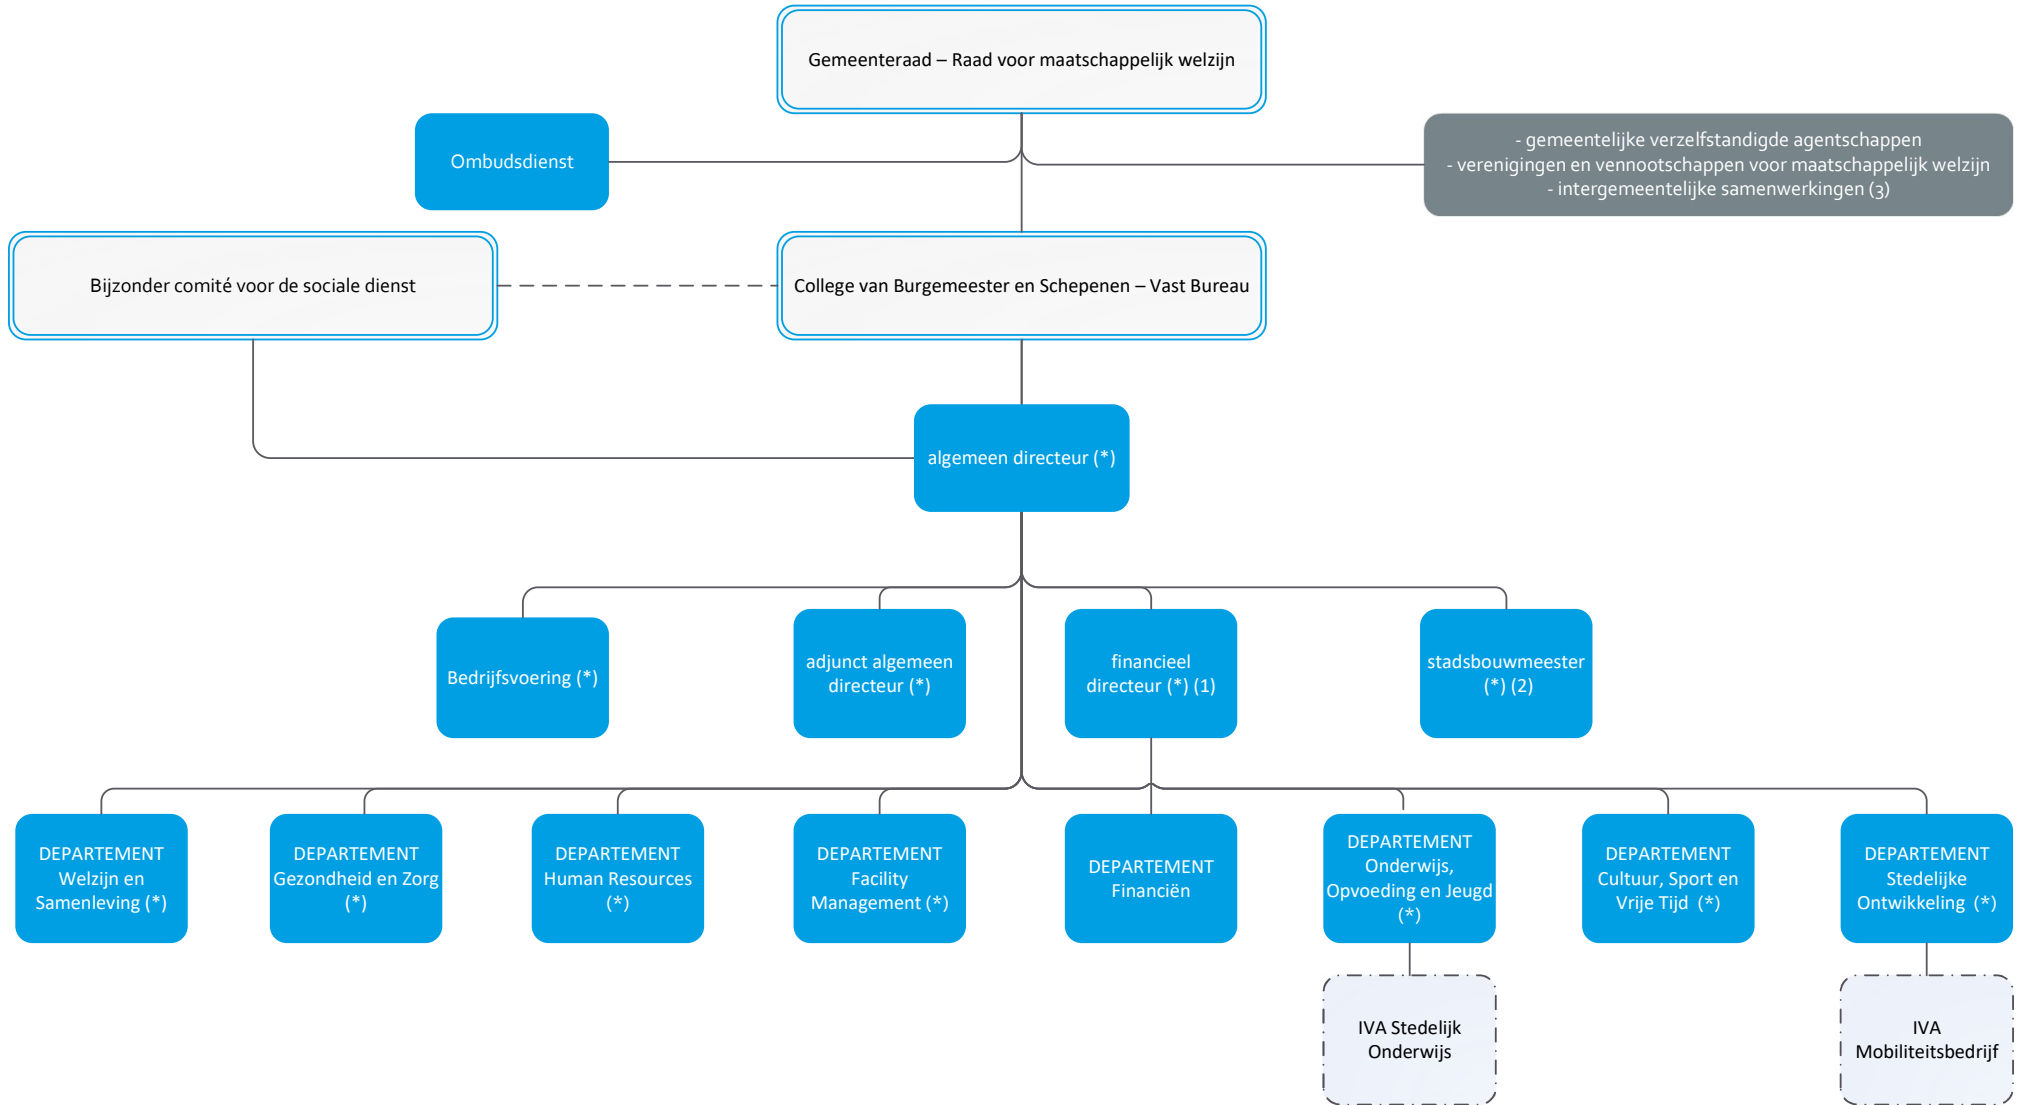 Gemeenteraad – Raad voor maatschappelijk welzijn
Ombudsdienst
- gemeentelijke verzelfstandigde agentschappen
- verenigingen en vennootschappen voor maatschappelijk welzijn
- intergemeentelijke samenwerkingen (3)
Bijzonder comité voor de sociale dienst
College van Burgemeester en Schepenen – Vast Bureau
algemeen directeur (*)
Bedrijfsvoering (*)
adjunct algemeen
directeur (*)
financieel
directeur (*) (1)
stadsbouwmeester
(*) (2)
DEPARTEMENT
Welzijn en
Samenleving (*)
DEPARTEMENT
Gezondheid en Zorg
(*)
DEPARTEMENT
Human Resources
(*)
DEPARTEMENT
Facility
Management (*)
DEPARTEMENT
Financiën
DEPARTEMENT
Onderwijs,
Opvoeding en Jeugd
(*)
DEPARTEMENT
Cultuur, Sport en
Vrije Tijd (*)
DEPARTEMENT
Stedelijke
Ontwikkeling (*)
IVA Stedelijk
Onderwijs
IVA
Mobiliteitsbedrijf